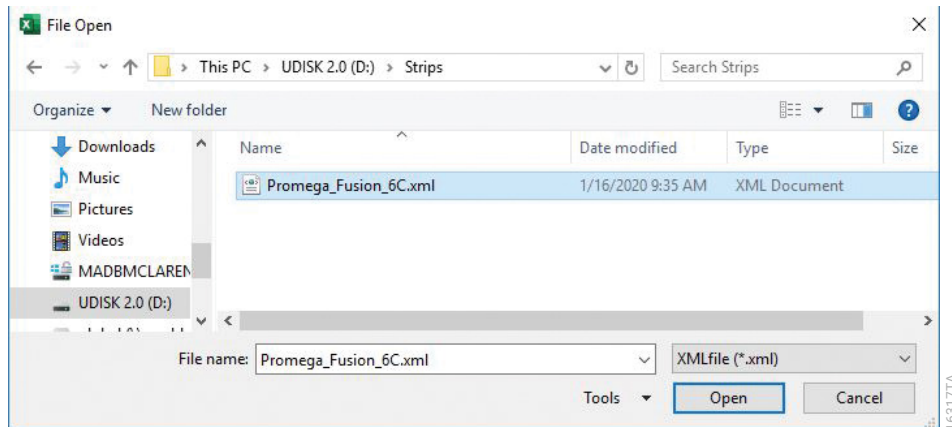 File Open
This PC > UDISK 2.0 (D:) > Strips
Search Strips
Organize
New folder
Name
Date modified
Type
Size
Downloads
Music
Pictures
Videos
MADBMCLAREN
UDISK 2.0 (D:)
Promega_Fusion_6C.xml 1/16/2020 9:35 AM XML Document
File name: Promega_Fusion_6C.xml
XMLfile (*.xml)
Tools
Open
Cancel